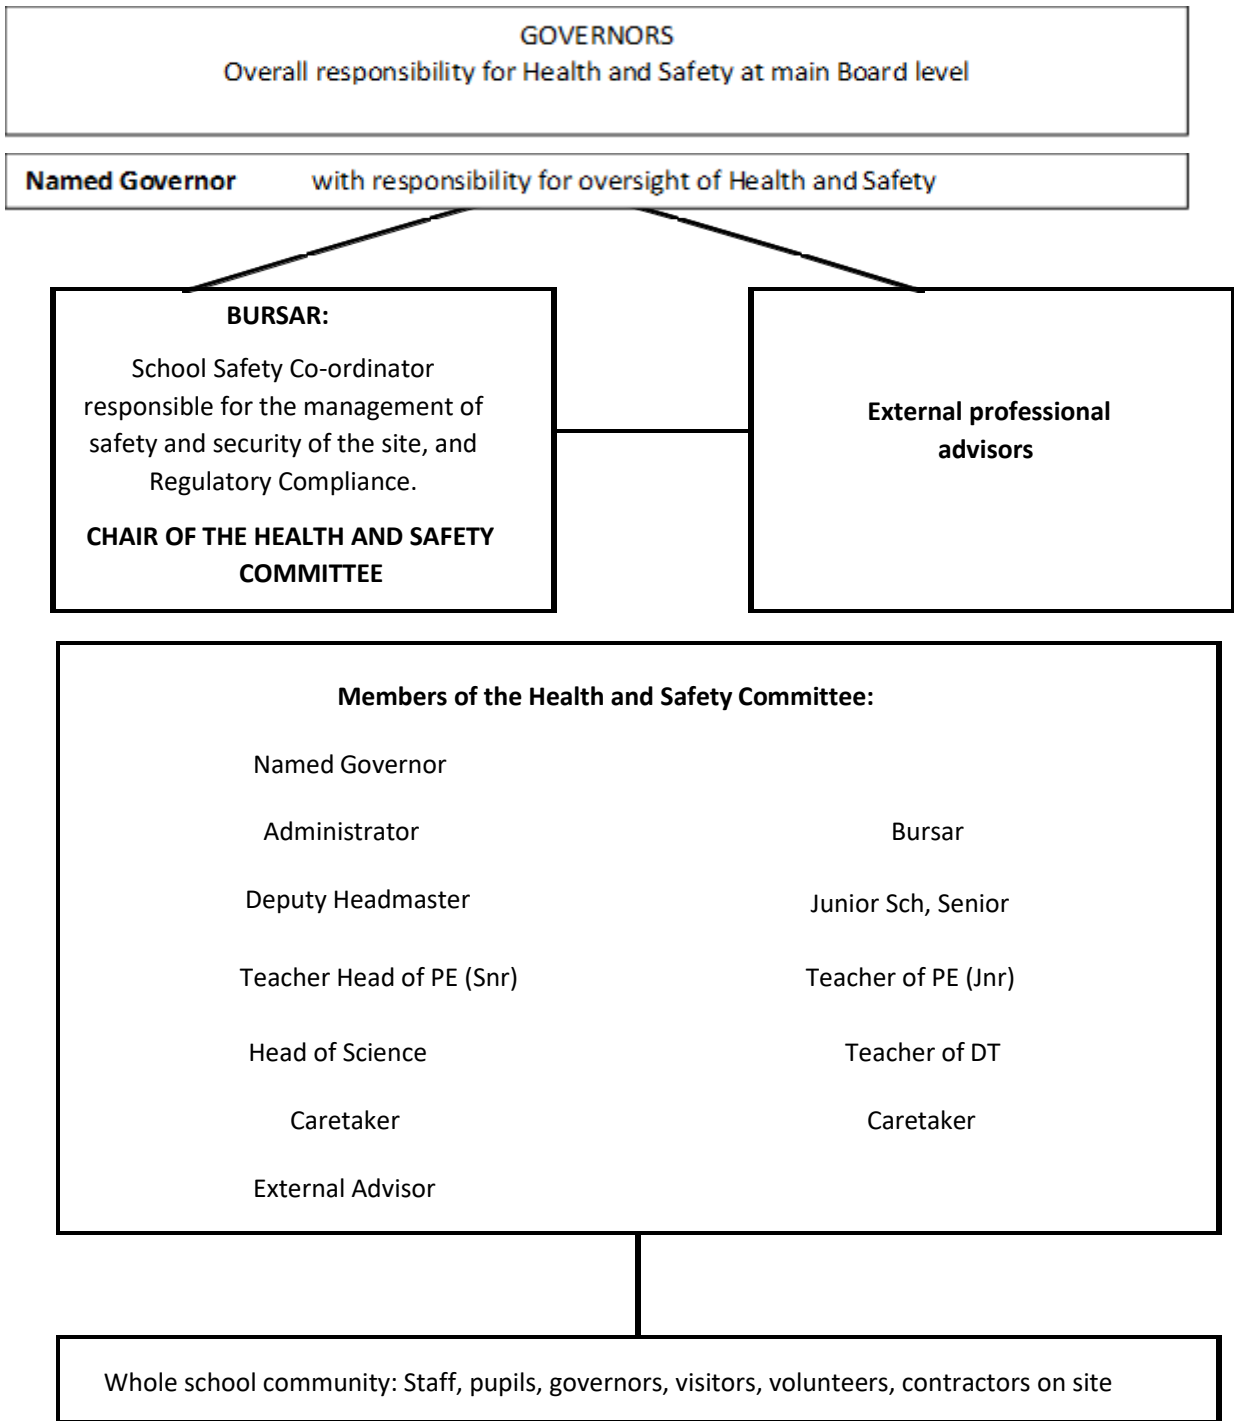 GOVERNORS
Overall responsibility for Health and Safety at main Board level
Named Governor with responsibility for oversight of Health and Safety
BURSAR:
School Safety Co-ordinator
responsible for the management of
safety and security of the site, and
Regulatory Compliance.
CHAIR OF THE HEALTH AND SAFETY
COMMITTEE
External professional
advisors
Members of the Health and Safety Committee:
Named Governor
Administrator Bursar
Deputy Headmaster Junior Sch, Senior
Teacher Head of PE (Snr) Teacher of PE (Jnr)
Head of Science Teacher of DT
Caretaker Caretaker
External Advisor
Whole school community: Staff, pupils, governors, visitors, volunteers, contractors on site